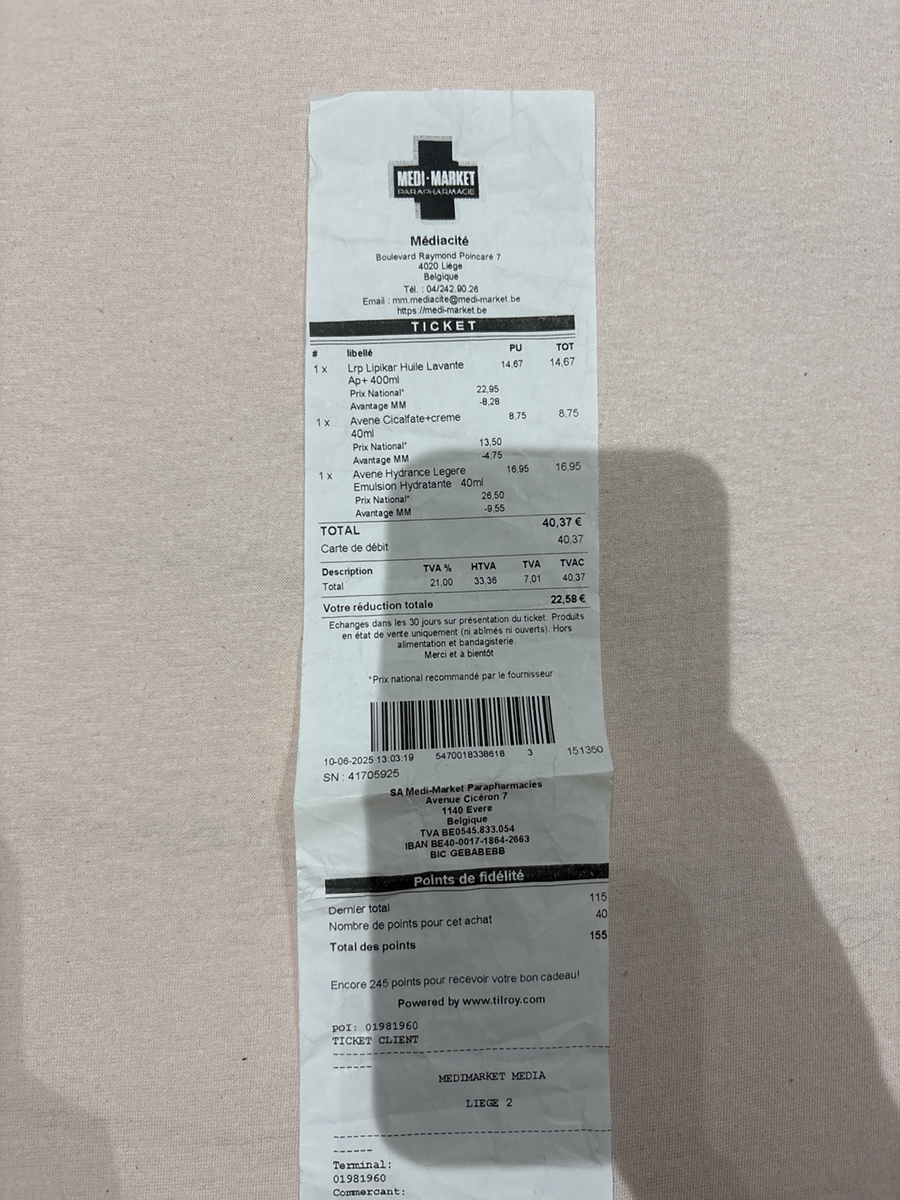 MEDI-MARKET
PARAPHARMACIE
Médiacité
Boulevard Raymond Poincaré 7
4020 Liège
Belgique
Tél. : 04/242.90.26
Email : mm.mediacite@medi-market.be
https://medi-market.be
TICKET
# libellé PU TOT
1 x Lrp Lipikar Huile Lavante 14,67 14,67
Ap+ 400ml
Prix National* 22,95
Avantage MM -8,28
1 x Avene Cicalfate+creme 8,75 8,75
40ml
Prix National* 13,50
Avantage MM -4,75
1 x Avene Hydrance Legere 16,95 16,95
Emulsion Hydratante 40ml
Prix National* 26,50
Avantage MM -9,55
TOTAL 40,37 €
Carte de débit 40,37
Description TVA % HTVA TVA TVAC
Total 21,00 33,36 7,01 40,37
Votre réduction totale 22,58 €
Echanges dans les 30 jours sur présentation du ticket. Produits
en état de vente uniquement (ni abîmés ni ouverts). Hors
alimentation et bandagisterie.
Merci et à bientôt
*Prix national recommandé par le fournisseur
10-06-2025 13:03:19 5470018338618 3 151350
SN : 41705925
SA Medi-Market Parapharmacies
Avenue Cicéron 7
1140 Evere
Belgique
TVA BE0545.833.054
IBAN BE40-0017-1864-2663
BIC GEBABEBB
Points de fidélité
Dernier total 115
Nombre de points pour cet achat 40
Total des points 155
Encore 245 points pour recevoir votre bon cadeau!
Powered by www.tilroy.com
POI: 01981960
TICKET CLIENT
MEDIMARKET MEDIA
LIEGE 2
Terminal:
01981960
Commercant: